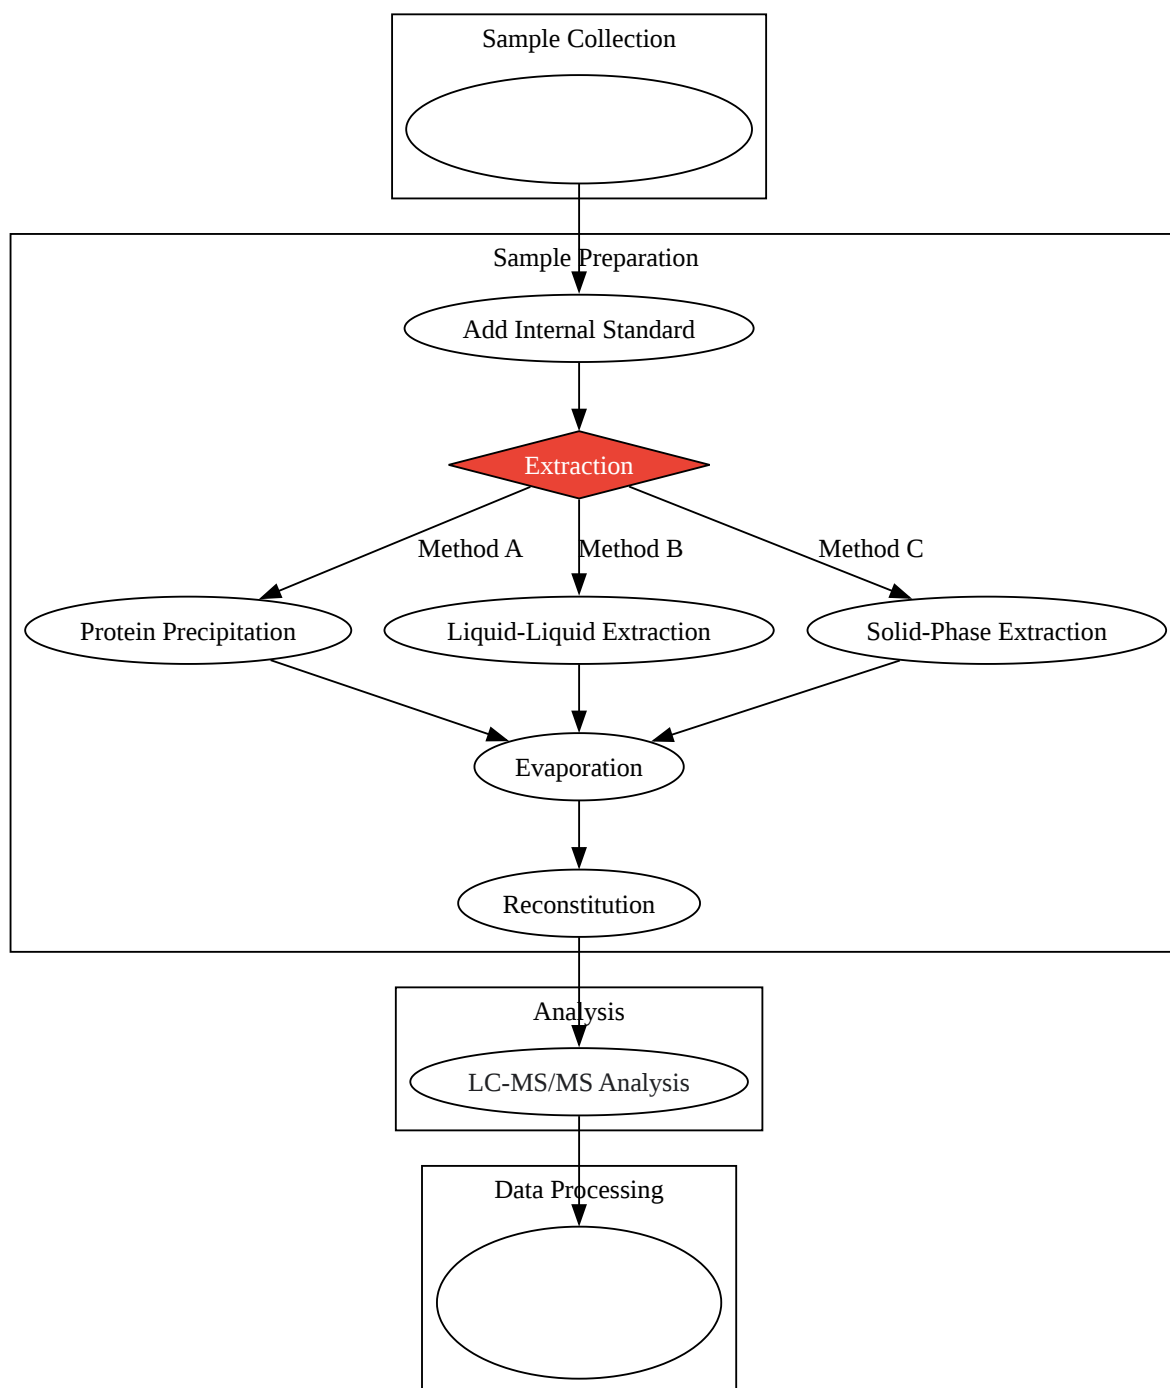 Sample Collection
Sample Preparation
Add Internal Standard
Extraction
Method A
Method B
Method C
Protein Precipitation
Liquid-Liquid Extraction
Solid-Phase Extraction
Evaporation
Reconstitution
Analysis
LC-MS/MS Analysis
Data Processing